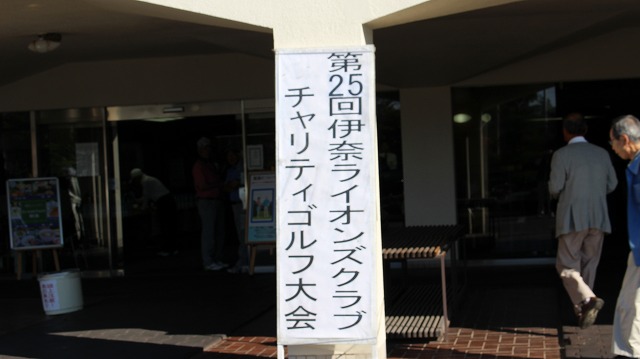 第25回伊奈ライオンズクラブ
チャリティゴルフ大会